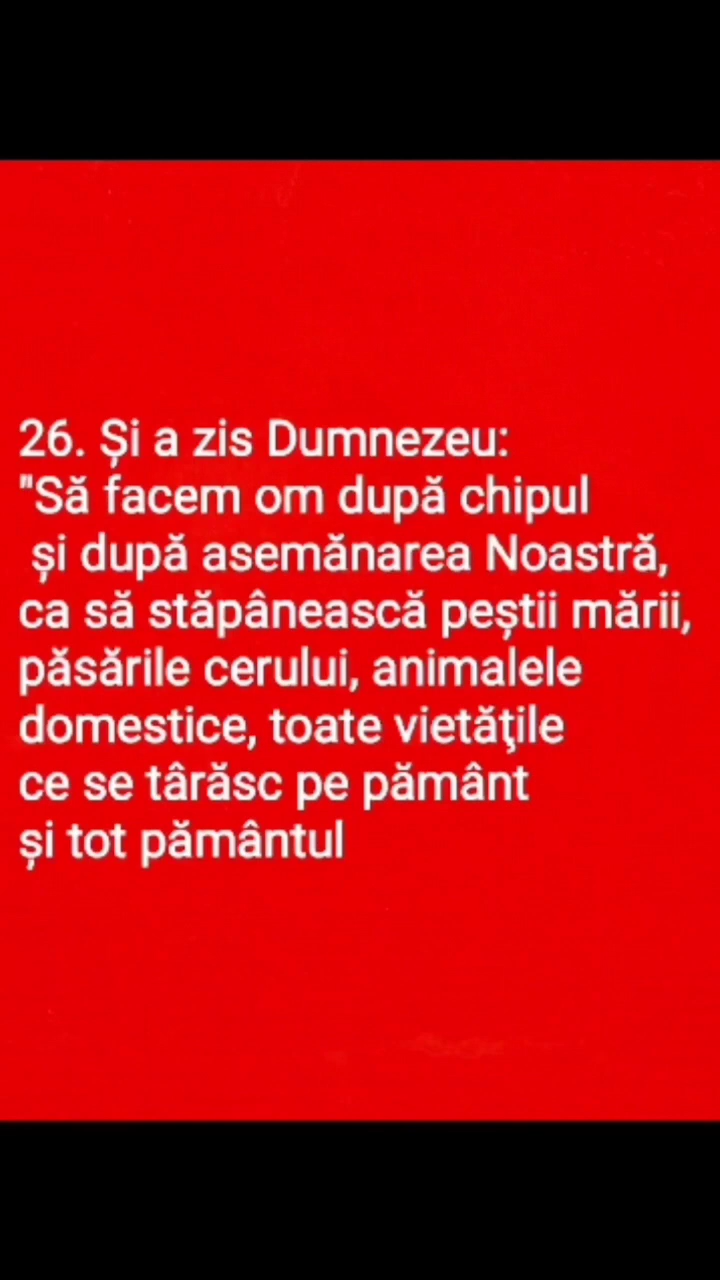 26. Și a zis Dumnezeu:
"Să facem om după chipul
și după asemănarea Noastră,
ca să stăpânească peștii mării,
păsările cerului, animalele
domestice, toate vietăţile
ce se târăsc pe pământ
și tot pământul